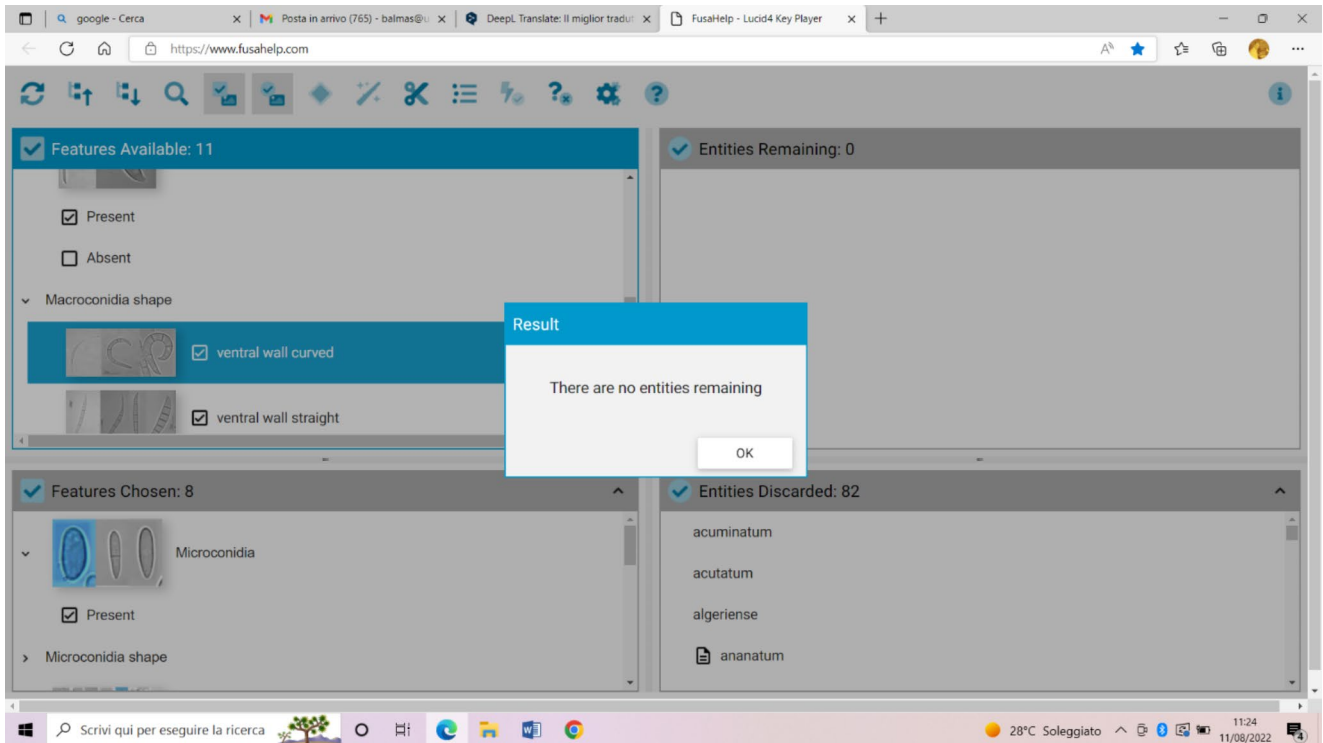 google - Cerca
Posta in arrivo (765) - balmas@u
DeepL Translate: Il miglior tradut
FusaHelp - Lucid4 Key Player
https://www.fusahelp.com
Features Available: 11
Present
Absent
Macroconidia shape
ventral wall curved
ventral wall straight
Entities Remaining: 0
Result
There are no entities remaining
OK
Features Chosen: 8
Microconidia
Present
Microconidia shape
Entities Discarded: 82
acuminatum
acutatum
algeriense
ananatum
Scrivi qui per eseguire la ricerca
28°C Soleggiato
11:24
11/08/2022
4